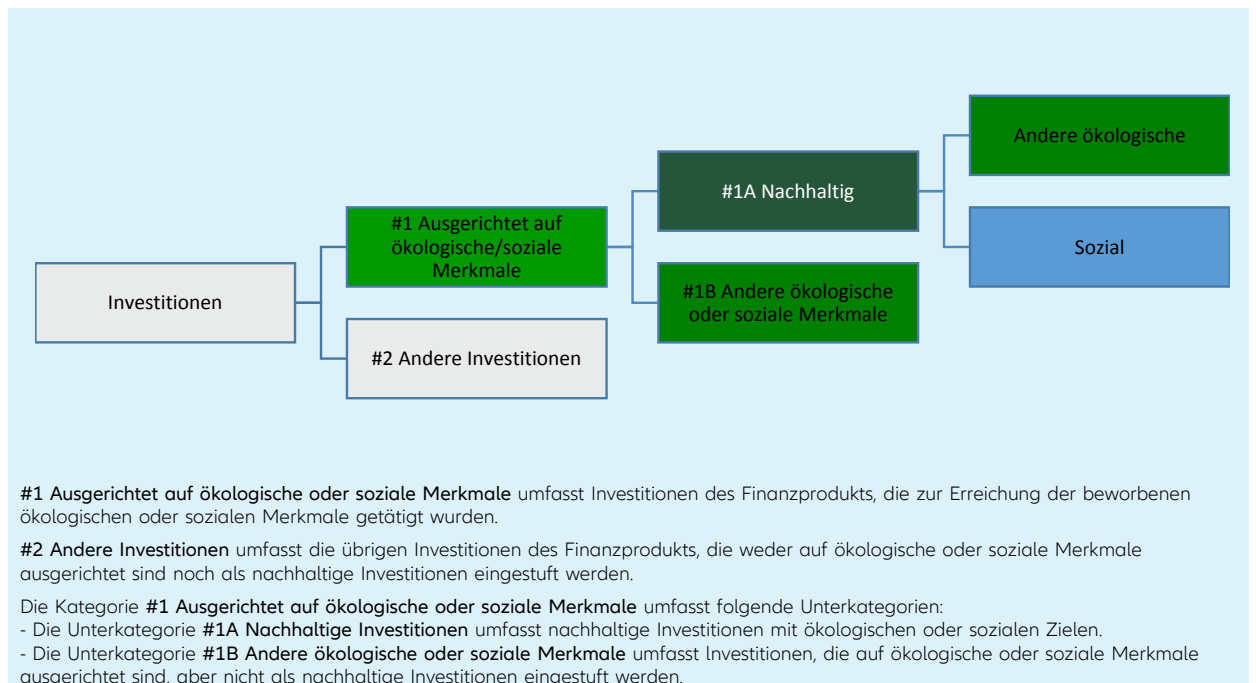 Andere ökologische
#1A Nachhaltig
#1 Ausgerichtet auf
ökologische/soziale
Merkmale
Sozial
#1B Andere ökologische
oder soziale Merkmale
Investitionen
#2 Andere Investitionen
#1 Ausgerichtet auf ökologische oder soziale Merkmale umfasst Investitionen des Finanzprodukts, die zur Erreichung der beworbenen
ökologischen oder sozialen Merkmale getätigt wurden.
#2 Andere Investitionen umfasst die übrigen Investitionen des Finanzprodukts, die weder auf ökologische oder soziale Merkmale
ausgerichtet sind noch als nachhaltige Investitionen eingestuft werden.
Die Kategorie #1 Ausgerichtet auf ökologische oder soziale Merkmale umfasst folgende Unterkategorien:
- Die Unterkategorie #1A Nachhaltige Investitionen umfasst nachhaltige Investitionen mit ökologischen oder sozialen Zielen.
- Die Unterkategorie #1B Andere ökologische oder soziale Merkmale umfasst lnvestitionen, die auf ökologische oder soziale Merkmale
ausgerichtet sind, aber nicht als nachhaltige Investitionen eingestuft werden.